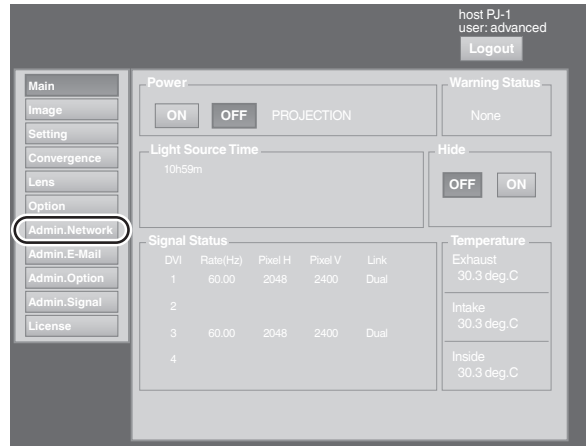 host PJ-1
user: advanced
Logout
Main
Image
Setting
Convergence
Lens
Option
Admin.Network
Admin.E-Mail
Admin.Option
Admin.Signal
License
Power
ON OFF PROJECTION
Warning Status
None
Light Source Time
10h59m
Hide
OFF ON
Signal Status
DVI Rate(Hz) Pixel H Pixel V Link
1 60.00 2048 2400 Dual
2
3 60.00 2048 2400 Dual
4
Temperature
Exhaust
30.3 deg.C
Intake
30.3 deg.C
Inside
30.3 deg.C